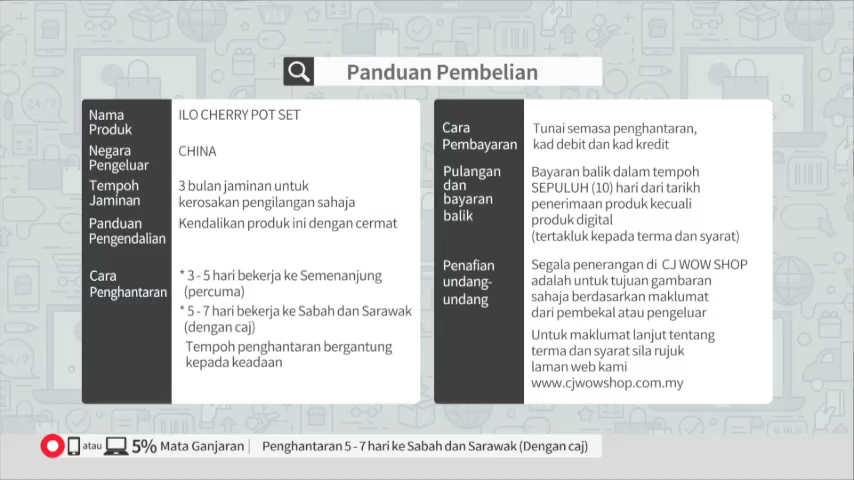 Panduan Pembelian
Nama
Produk
ILO CHERRY POT SET
Negara
Pengeluar
CHINA
Tempoh
Jaminan
3 bulan jaminan untuk
kerosakan pengilangan sahaja
Panduan
Pengendalian
Kendalikan produk ini dengan cermat
Cara
Penghantaran
* 3 - 5 hari bekerja ke Semenanjung
(percuma)
* 5 - 7 hari bekerja ke Sabah dan Sarawak
(dengan caj)
Tempoh penghantaran bergantung
kepada keadaan
Cara
Pembayaran
Tunai semasa penghantaran,
kad debit dan kad kredit
Pulangan
dan
bayaran
balik
Bayaran balik dalam tempoh
SEPULUH (10) hari dari tarikh
penerimaan produk kecuali
produk digital
(tertakluk kepada terma dan syarat)
Penafian
undang-
undang
Segala penerangan di CJ WOW SHOP
adalah untuk tujuan gambaran
sahaja berdasarkan maklumat
dari pembekal atau pengeluar
Untuk maklumat lanjut tentang
terma dan syarat sila rujuk
laman web kami
www.cjwowshop.com.my
atau 5% Mata Ganjaran | Penghantaran 5 - 7 hari ke Sabah dan Sarawak (Dengan caj)